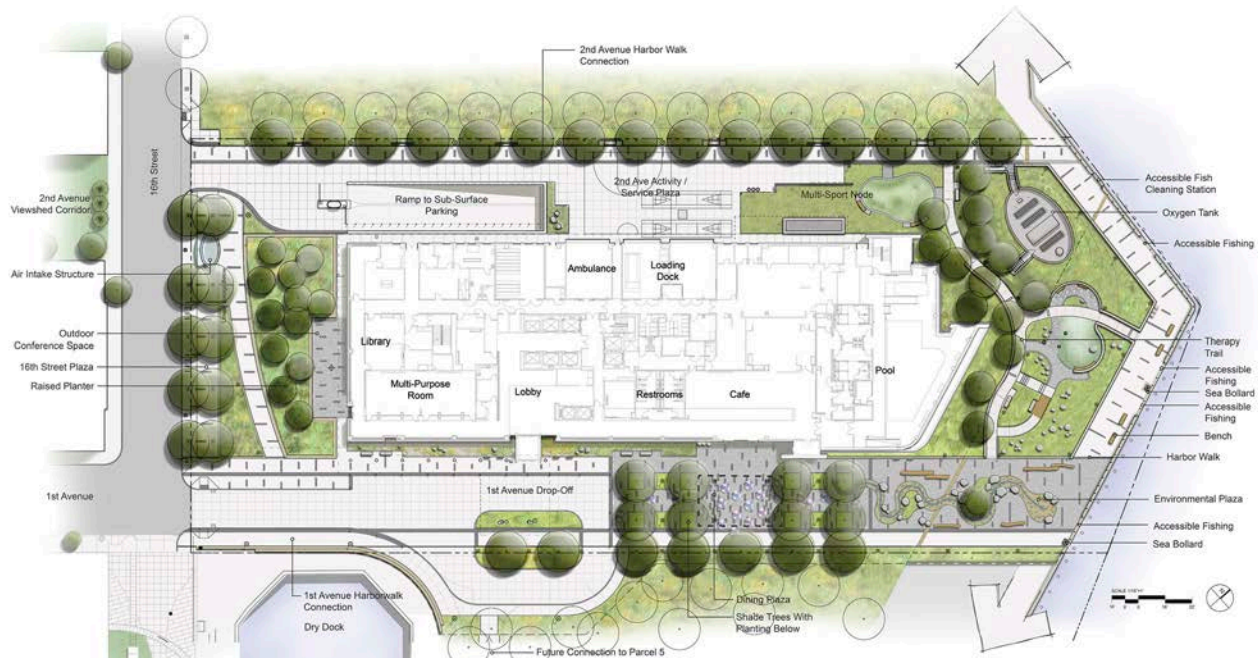 2nd Avenue Harbor Walk
Connection
16th Street
2nd Avenue
Viewshed Corridor
Air Intake Structure
Outdoor
Conference Space
16th Street Plaza
Raised Planter
1st Avenue
Ramp to Sub-Surface
Parking
2nd Ave Activity /
Service Plaza
Multi-Sport Node
Ambulance
Loading
Dock
Library
Multi-Purpose
Room
Lobby
Restrooms
Cafe
Pool
Accessible Fish
Cleaning Station
Oxygen Tank
Accessible Fishing
Therapy
Trail
Accessible
Fishing
Sea Bollard
Accessible
Fishing
Bench
Harbor Walk
Environmental Plaza
Accessible Fishing
Sea Bollard
1st Avenue Drop-Off
1st Avenue Harborwalk
Connection
Dry Dock
Dining Plaza
Shade Trees With
Planting Below
Future Connection to Parcel 5